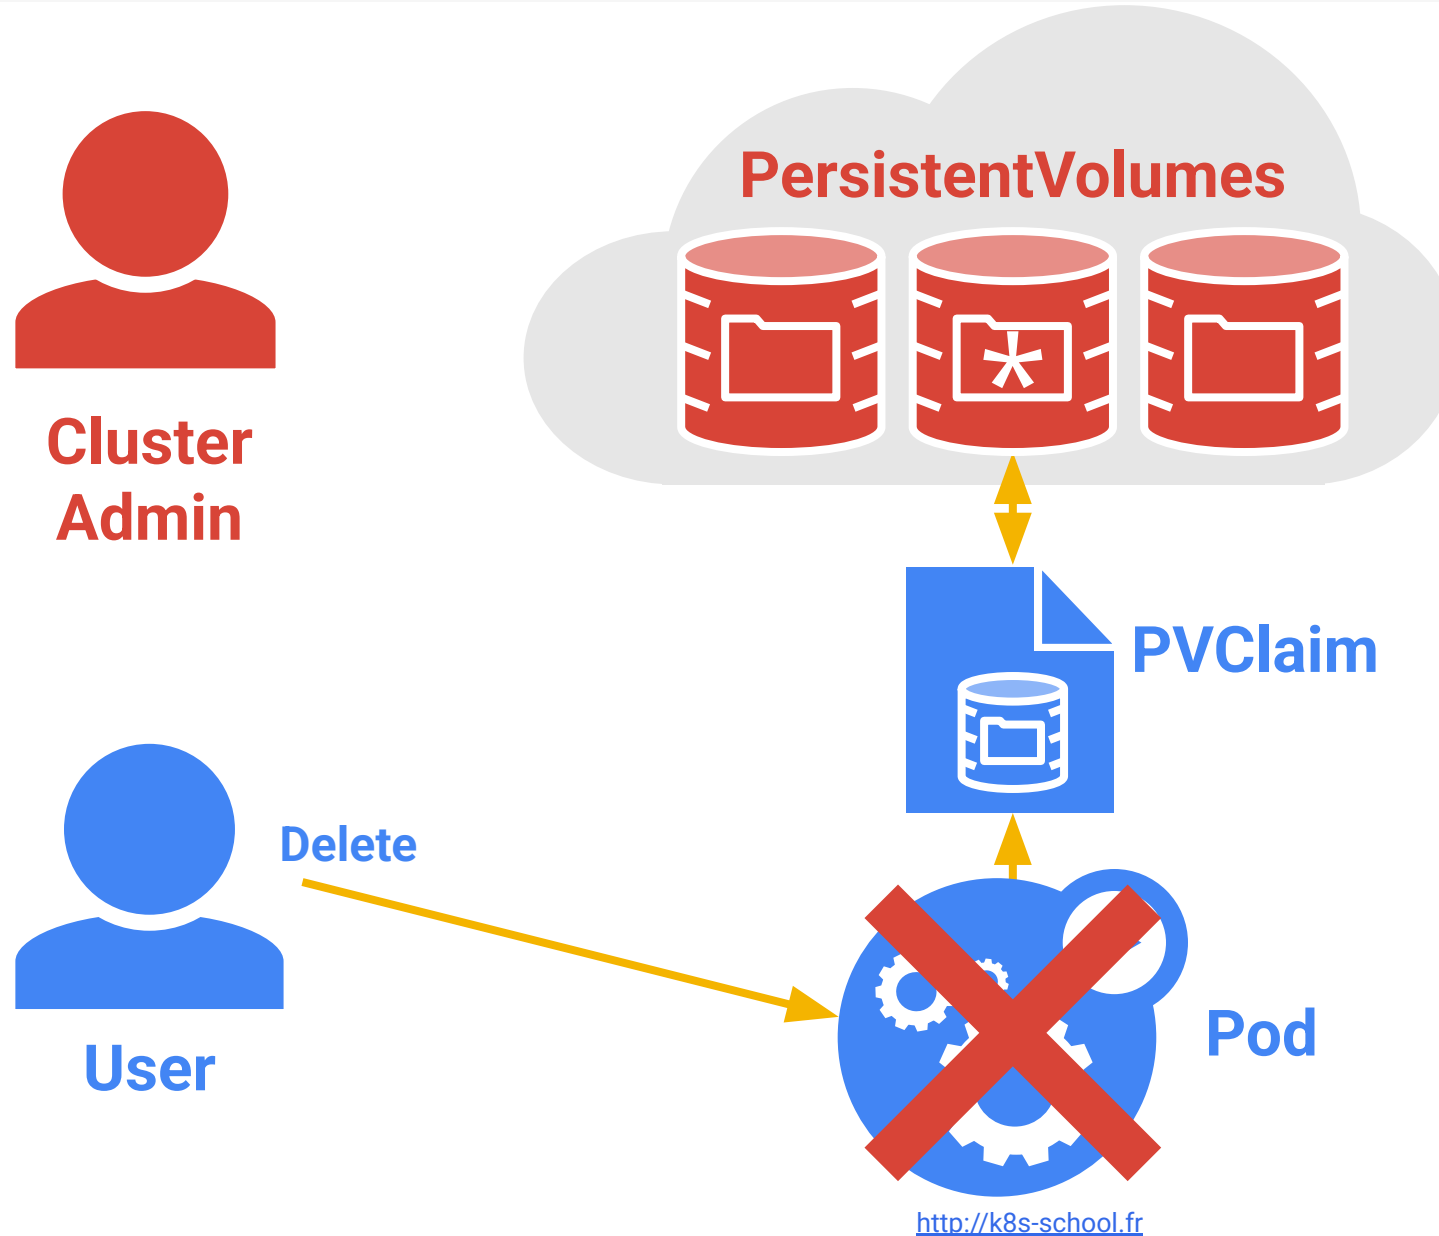 PersistentVolumes
Cluster
Admin
PVClaim
Delete
User
Pod
http://k8s-school.fr